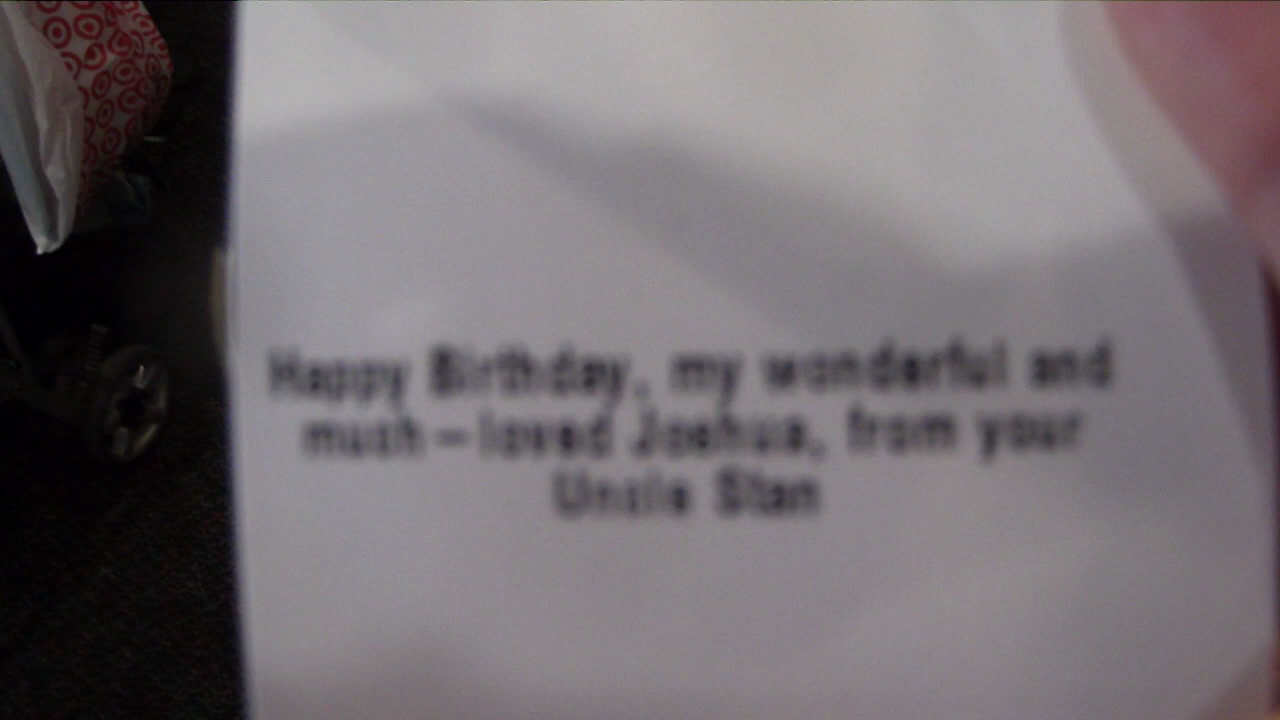 Happy Birthday, my wonderful and
much-loved Joshua, from your
Uncle Stan